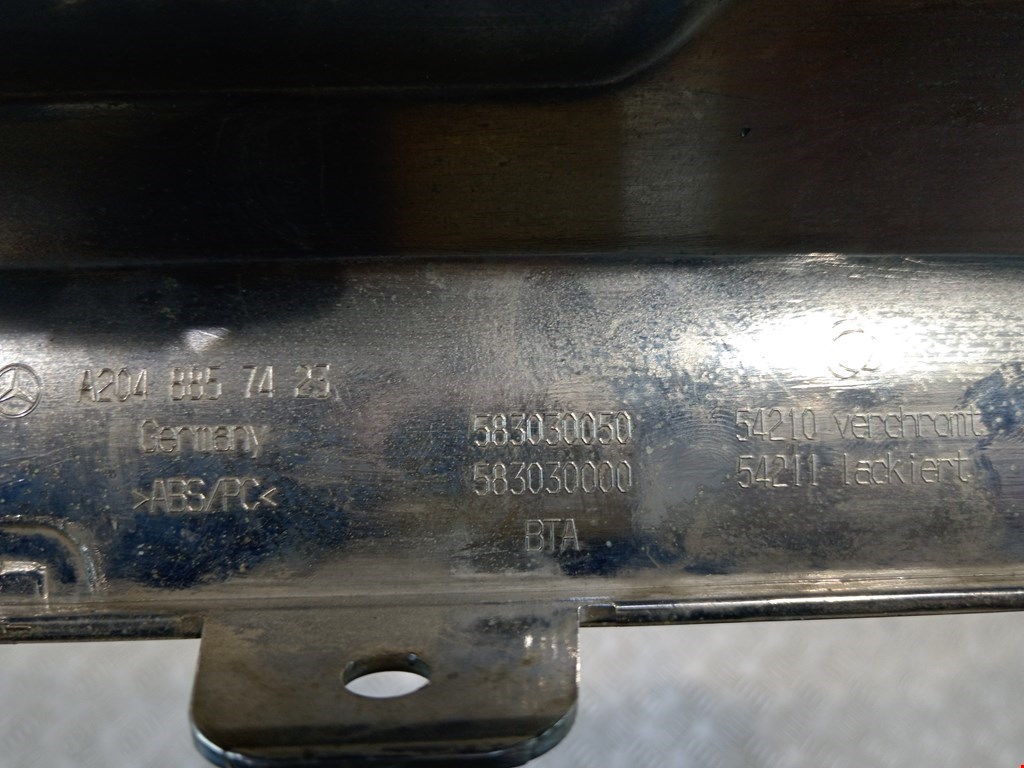 A204 885 74 23
Germany
>ABS/PC<
583030050
583030000
BTA
54210 verchromt
54211 lackiert